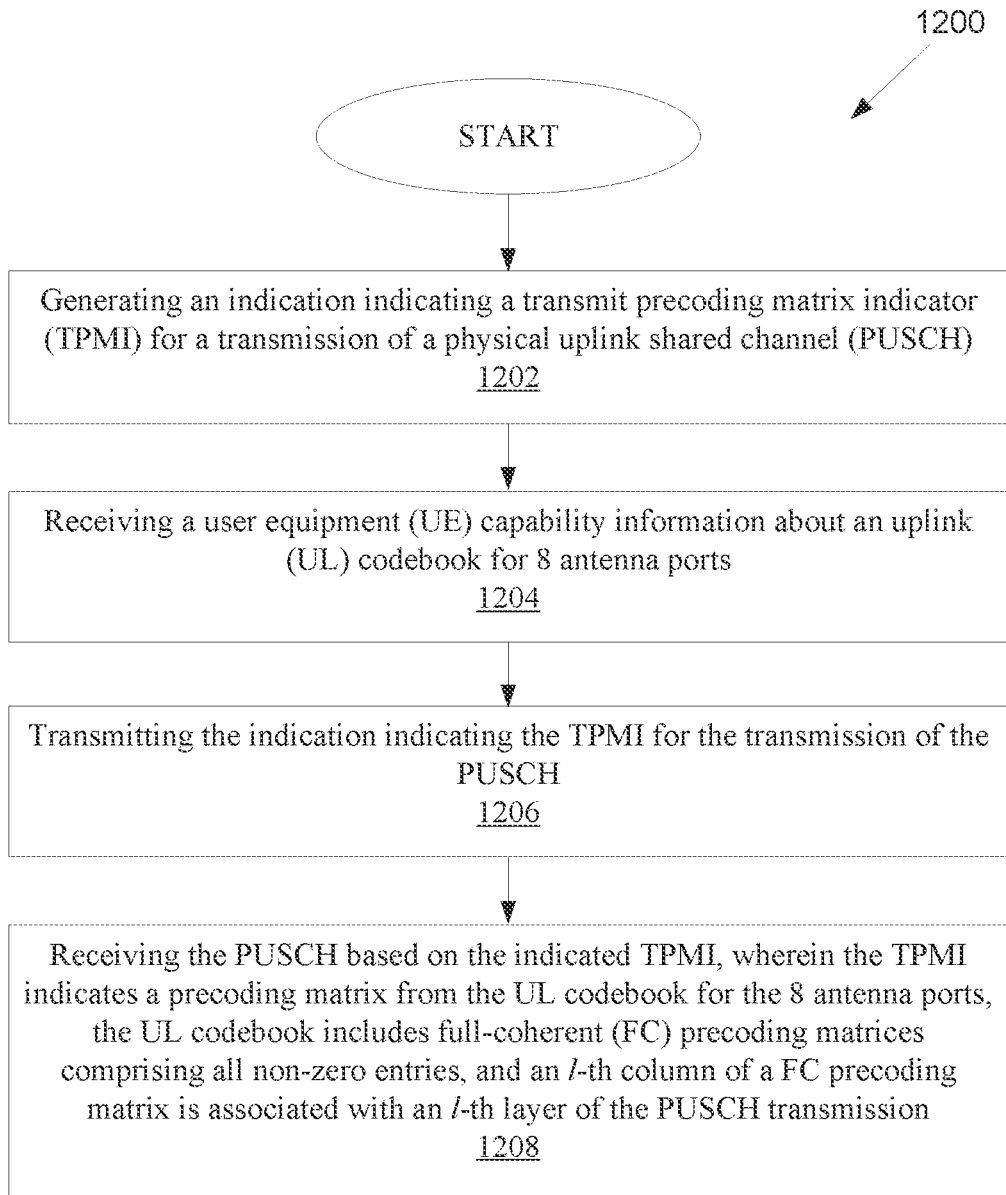 1200
START
Generating an indication indicating a transmit precoding matrix indicator
(TPMI) for a transmission of a physical uplink shared channel (PUSCH)
1202
Receiving a user equipment (UE) capability information about an uplink
(UL) codebook for 8 antenna ports
1204
Transmitting the indication indicating the TPMI for the transmission of the
PUSCH
1206
Receiving the PUSCH based on the indicated TPMI, wherein the TPMI
indicates a precoding matrix from the UL codebook for the 8 antenna ports,
the UL codebook includes full-coherent (FC) precoding matrices
comprising all non-zero entries, and an l-th column of a FC precoding
matrix is associated with an l-th layer of the PUSCH transmission
1208